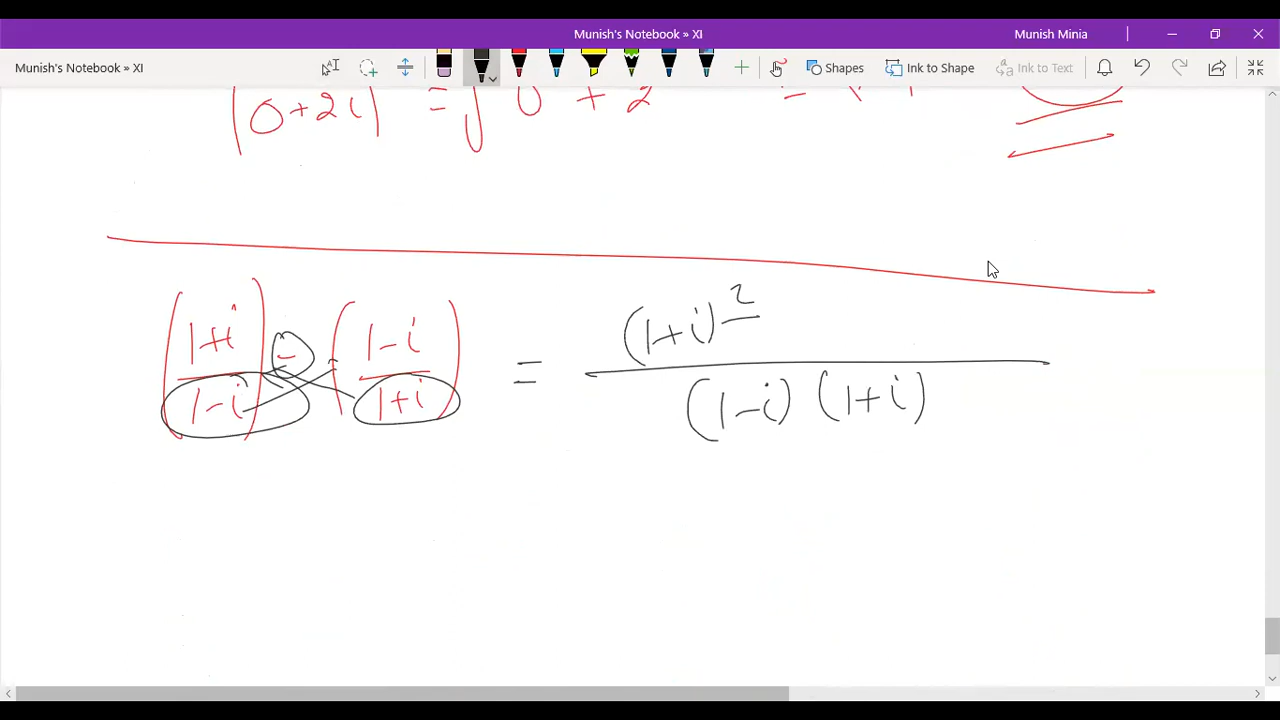 Munish's Notebook » XI
Munish Minia
Munish's Notebook » XI
Shapes
Ink to Shape
Ink to Text
|0+2i| = √0 + 2 =
(1+i/1-i) - (1-i/1+i) = (1+i)² / (1-i) (1+i)